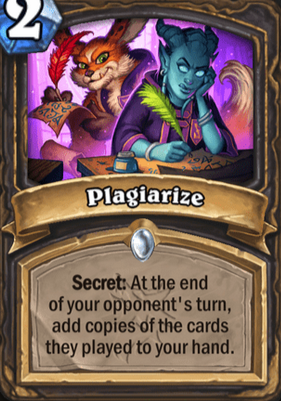 2
Plagiarize
Secret: At the end
of your opponent's turn,
add copies of the cards
they played to your hand.